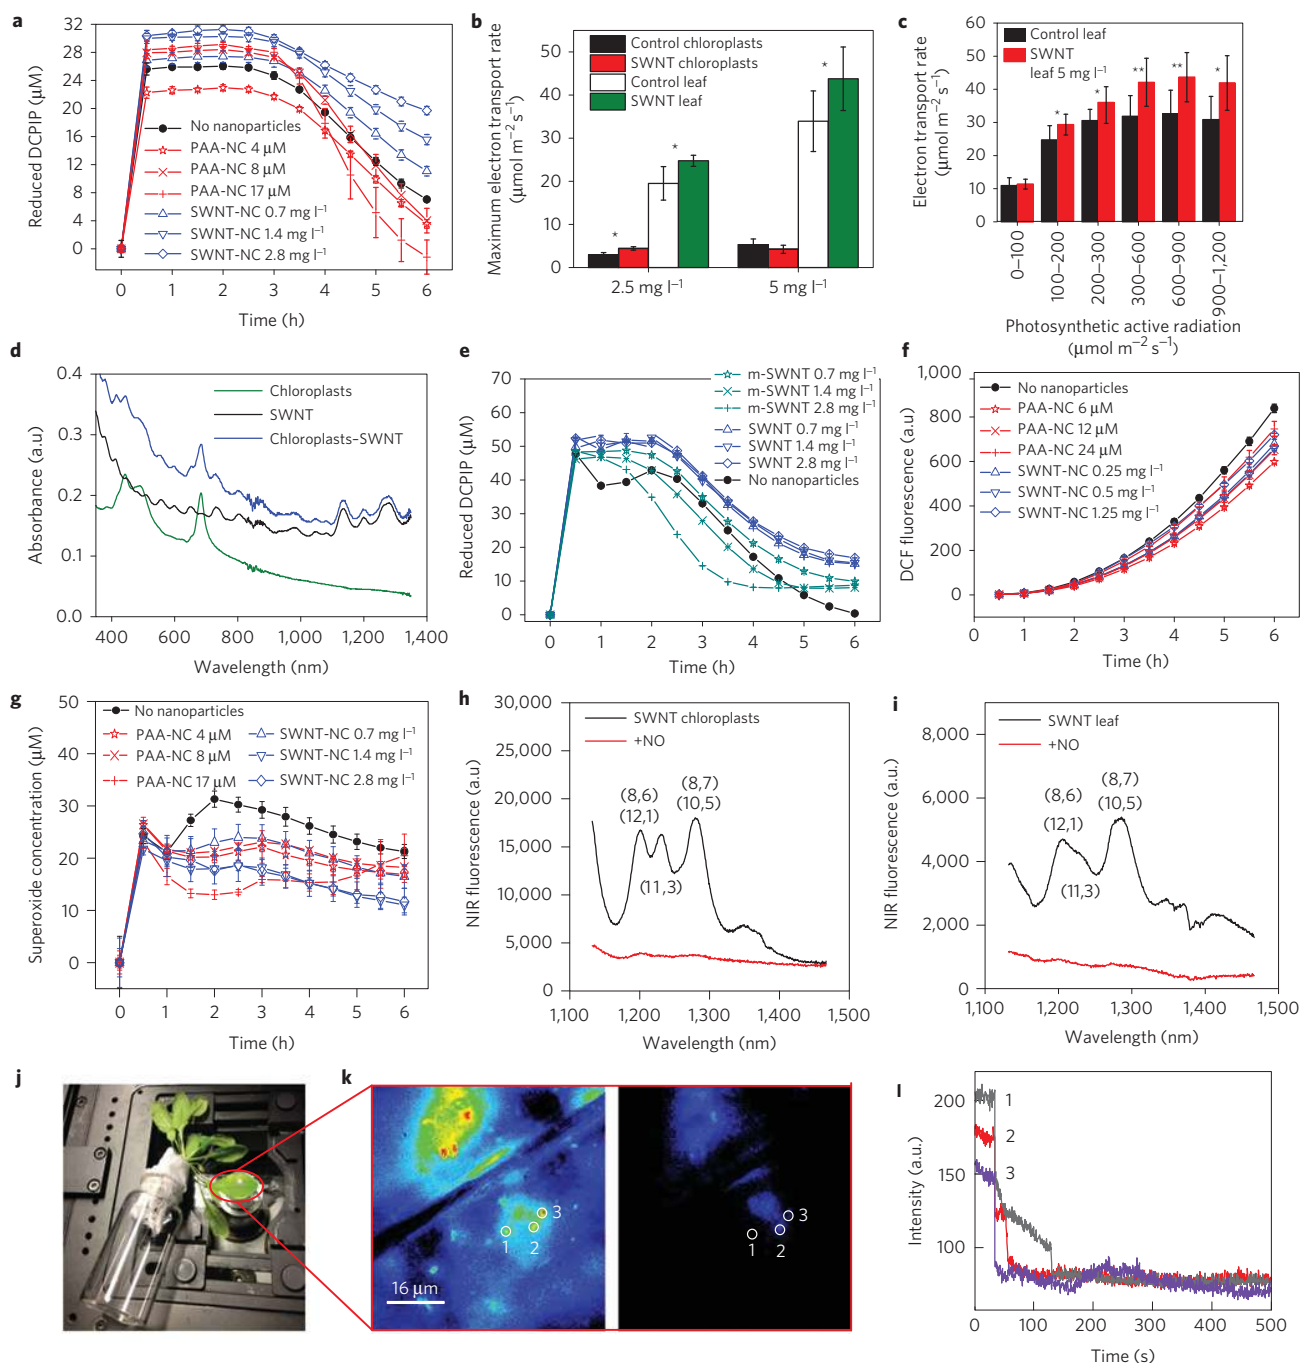 a
32
28
24
20
16
12
8
4
0
Reduced DCPIP (μM)
No nanoparticles
PAA-NC 4 μM
PAA-NC 8 μM
PAA-NC 17 μM
SWNT-NC 0.7 mg l⁻¹
SWNT-NC 1.4 mg l⁻¹
SWNT-NC 2.8 mg l⁻¹
0 1 2 3 4 5 6
Time (h)
b
Maximum electron transport rate
(μmol m⁻² s⁻¹)
50
40
30
20
10
0
Control chloroplasts
SWNT chloroplasts
Control leaf
SWNT leaf
* * *
2.5 mg l⁻¹ 5 mg l⁻¹
c
Electron transport rate
(μmol m⁻² s⁻¹)
60
50
40
30
20
10
0
Control leaf
SWNT
leaf 5 mg l⁻¹
* * ** ** *
0–100
100–200
200–300
300–600
600–900
900–1,200
Photosynthetic active radiation
(μmol m⁻² s⁻¹)
d
0.4
0.3
0.2
0.1
0.0
Absorbance (a.u)
Chloroplasts
SWNT
Chloroplasts–SWNT
400 600 800 1,000 1,200 1,400
Wavelength (nm)
e
70
60
50
40
30
20
10
0
Reduced DCPIP (μM)
m-SWNT 0.7 mg l⁻¹
m-SWNT 1.4 mg l⁻¹
m-SWNT 2.8 mg l⁻¹
SWNT 0.7 mg l⁻¹
SWNT 1.4 mg l⁻¹
SWNT 2.8 mg l⁻¹
No nanoparticles
0 1 2 3 4 5 6
Time (h)
f
1,000
800
600
400
200
0
DCF fluorescence (a.u)
No nanoparticles
PAA-NC 6 μM
PAA-NC 12 μM
PAA-NC 24 μM
SWNT-NC 0.25 mg l⁻¹
SWNT-NC 0.5 mg l⁻¹
SWNT-NC 1.25 mg l⁻¹
0 1 2 3 4 5 6
Time (h)
g
50
40
30
20
10
0
Superoxide concentration (μM)
No nanoparticles
PAA-NC 4 μM SWNT-NC 0.7 mg l⁻¹
PAA-NC 8 μM SWNT-NC 1.4 mg l⁻¹
PAA-NC 17 μM SWNT-NC 2.8 mg l⁻¹
0 1 2 3 4 5 6
Time (h)
h
30,000
25,000
20,000
15,000
10,000
5,000
0
NIR fluorescence (a.u)
SWNT chloroplasts
+NO
(8,7)
(8,6) (10,5)
(12,1)
(11,3)
1,100 1,200 1,300 1,400 1,500
Wavelength (nm)
i
8,000
6,000
4,000
2,000
0
NIR fluorescence (a.u.)
SWNT leaf
+NO
(8,7)
(8,6) (10,5)
(12,1)
(11,3)
1,100 1,200 1,300 1,400 1,500
Wavelength (nm)
j
k
1 2 3
16 μm
1 2 3
l
200
150
100
Intensity (a.u.)
1
2
3
0 100 200 300 400 500
Time (s)